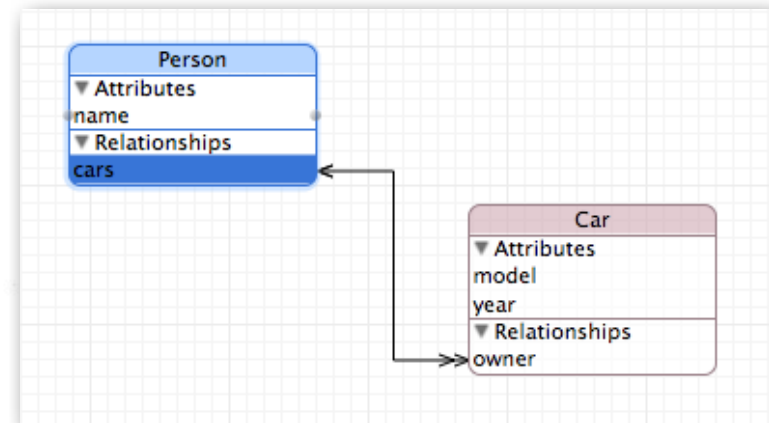 Person
Attributes
name
Relationships
cars
Car
Attributes
model
year
Relationships
owner